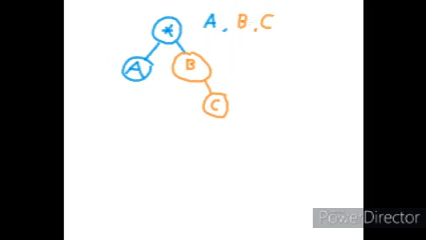 * A, B, C
A B
C
PowerDirector